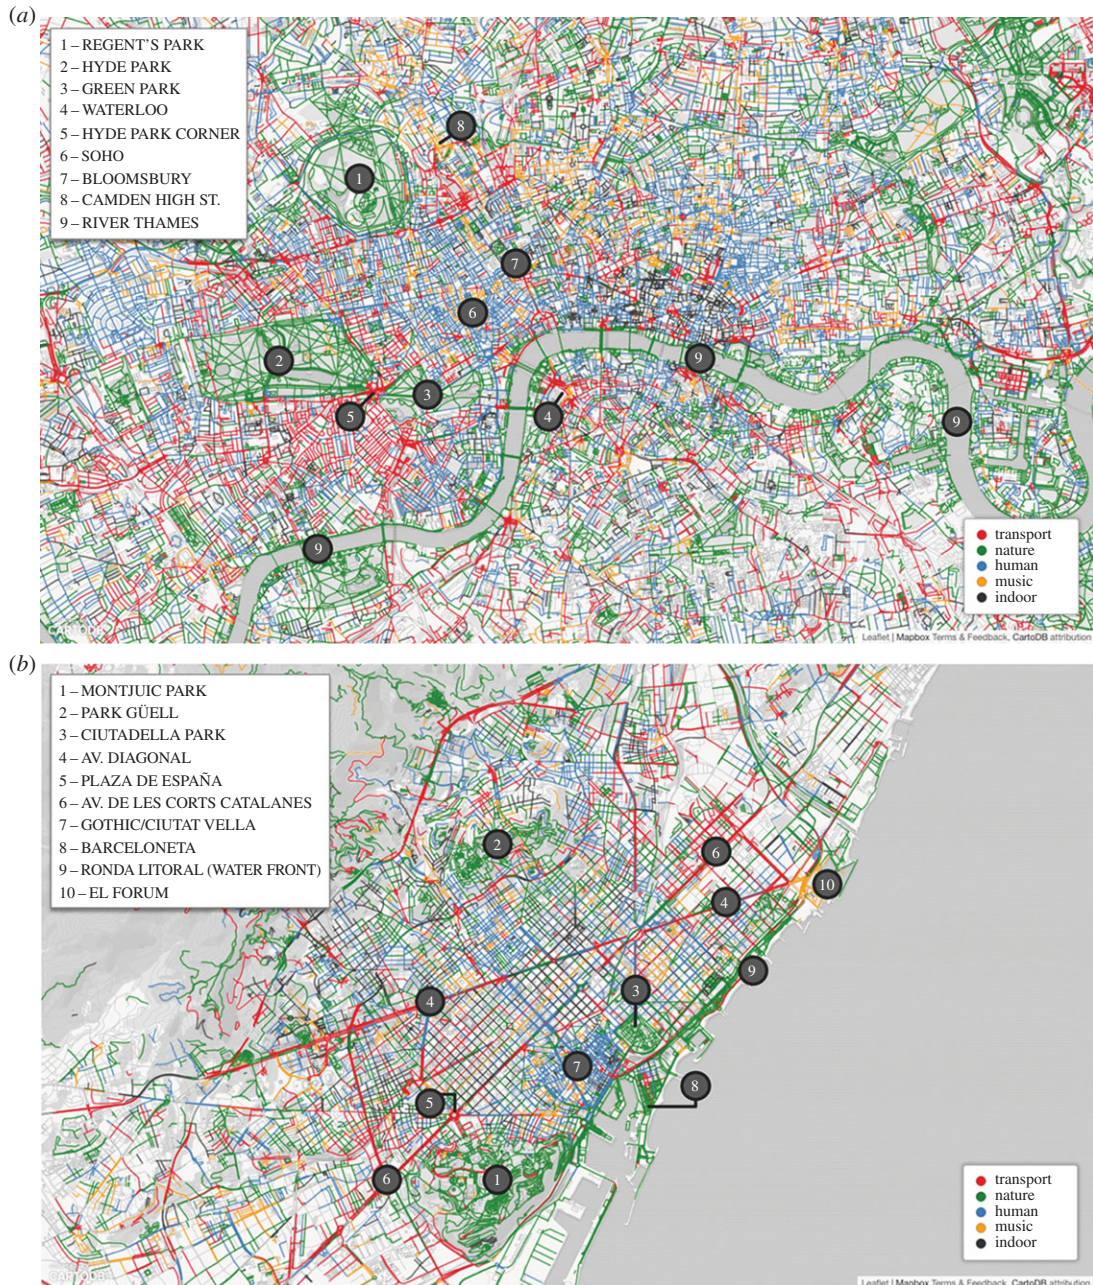 (a)
1 – REGENT'S PARK
2 – HYDE PARK
3 – GREEN PARK
4 – WATERLOO
5 – HYDE PARK CORNER
6 – SOHO
7 – BLOOMSBURY
8 – CAMDEN HIGH ST.
9 – RIVER THAMES
8
1
7
6
9
2
3
5
4
9
9
transport
nature
human
music
indoor
CARTODB
Leaflet | Mapbox Terms & Feedback, CartoDB attribution
(b)
1 – MONTJUIC PARK
2 – PARK GÜELL
3 – CIUTADELLA PARK
4 – AV. DIAGONAL
5 – PLAZA DE ESPAÑA
6 – AV. DE LES CORTS CATALANES
7 – GOTHIC/CIUTAT VELLA
8 – BARCELONETA
9 – RONDA LITORAL (WATER FRONT)
10 – EL FORUM
2
6
10
4
9
3
4
7
8
5
6
1
transport
nature
human
music
indoor
CARTODB
Leaflet | Mapbox Terms & Feedback, CartoDB attribution